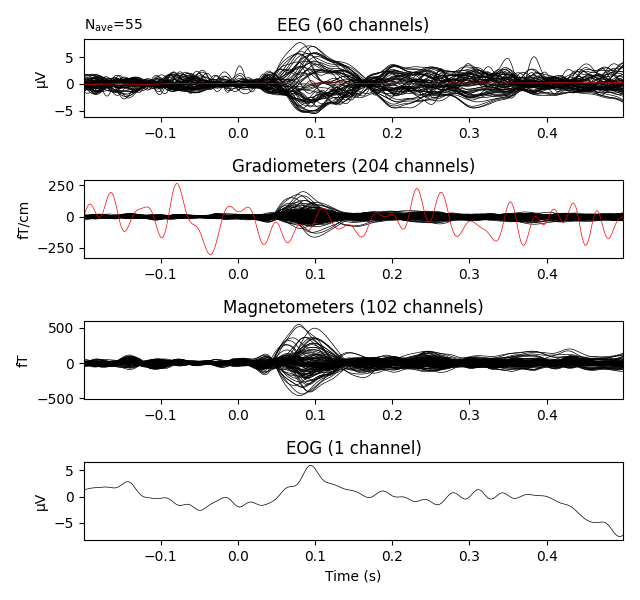 N_ave=55
EEG (60 channels)
µV
5
0
−5
−0.1 0.0 0.1 0.2 0.3 0.4
Gradiometers (204 channels)
fT/cm
250
0
−250
−0.1 0.0 0.1 0.2 0.3 0.4
Magnetometers (102 channels)
fT
500
0
−500
−0.1 0.0 0.1 0.2 0.3 0.4
EOG (1 channel)
µV
5
0
−5
−0.1 0.0 0.1 0.2 0.3 0.4
Time (s)